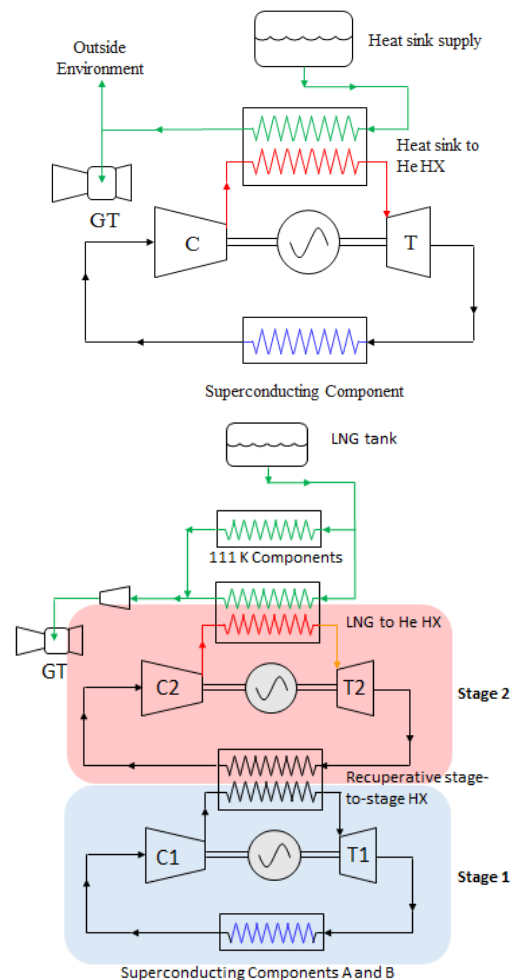 Outside
Environment
Heat sink supply
Heat sink to
He HX
GT
C
T
Superconducting Component
LNG tank
111 K Components
LNG to He HX
GT
C2
T2
Stage 2
Recuperative stage-
to-stage HX
C1
T1
Stage 1
Superconducting Components A and B